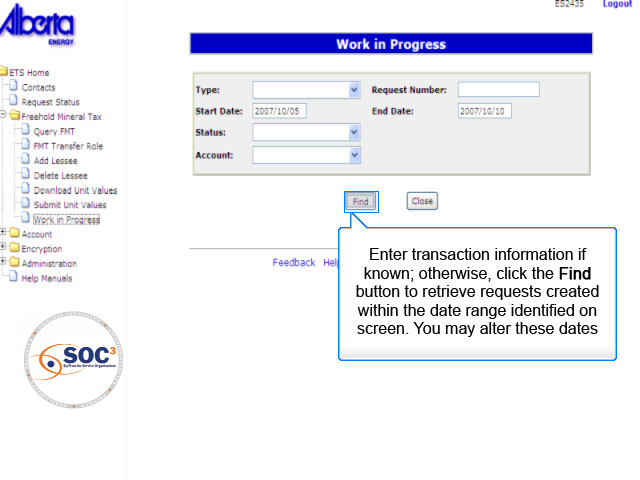 ES2435 Logout
Alberta
ENERGY
Work in Progress
ETS Home
Contacts
Request Status
Freehold Mineral Tax
Query FMT
FMT Transfer Role
Add Lessee
Delete Lessee
Download Unit Values
Submit Unit Values
Work in Progress
Account
Encryption
Administration
Help Manuals
Type: Request Number:
Start Date: 2007/10/05 End Date: 2007/10/10
Status:
Account:
Find Close
Feedback Hel
Enter transaction information if
known; otherwise, click the Find
button to retrieve requests created
within the date range identified on
screen. You may alter these dates
SOC3
SysTrust for Service Organizations